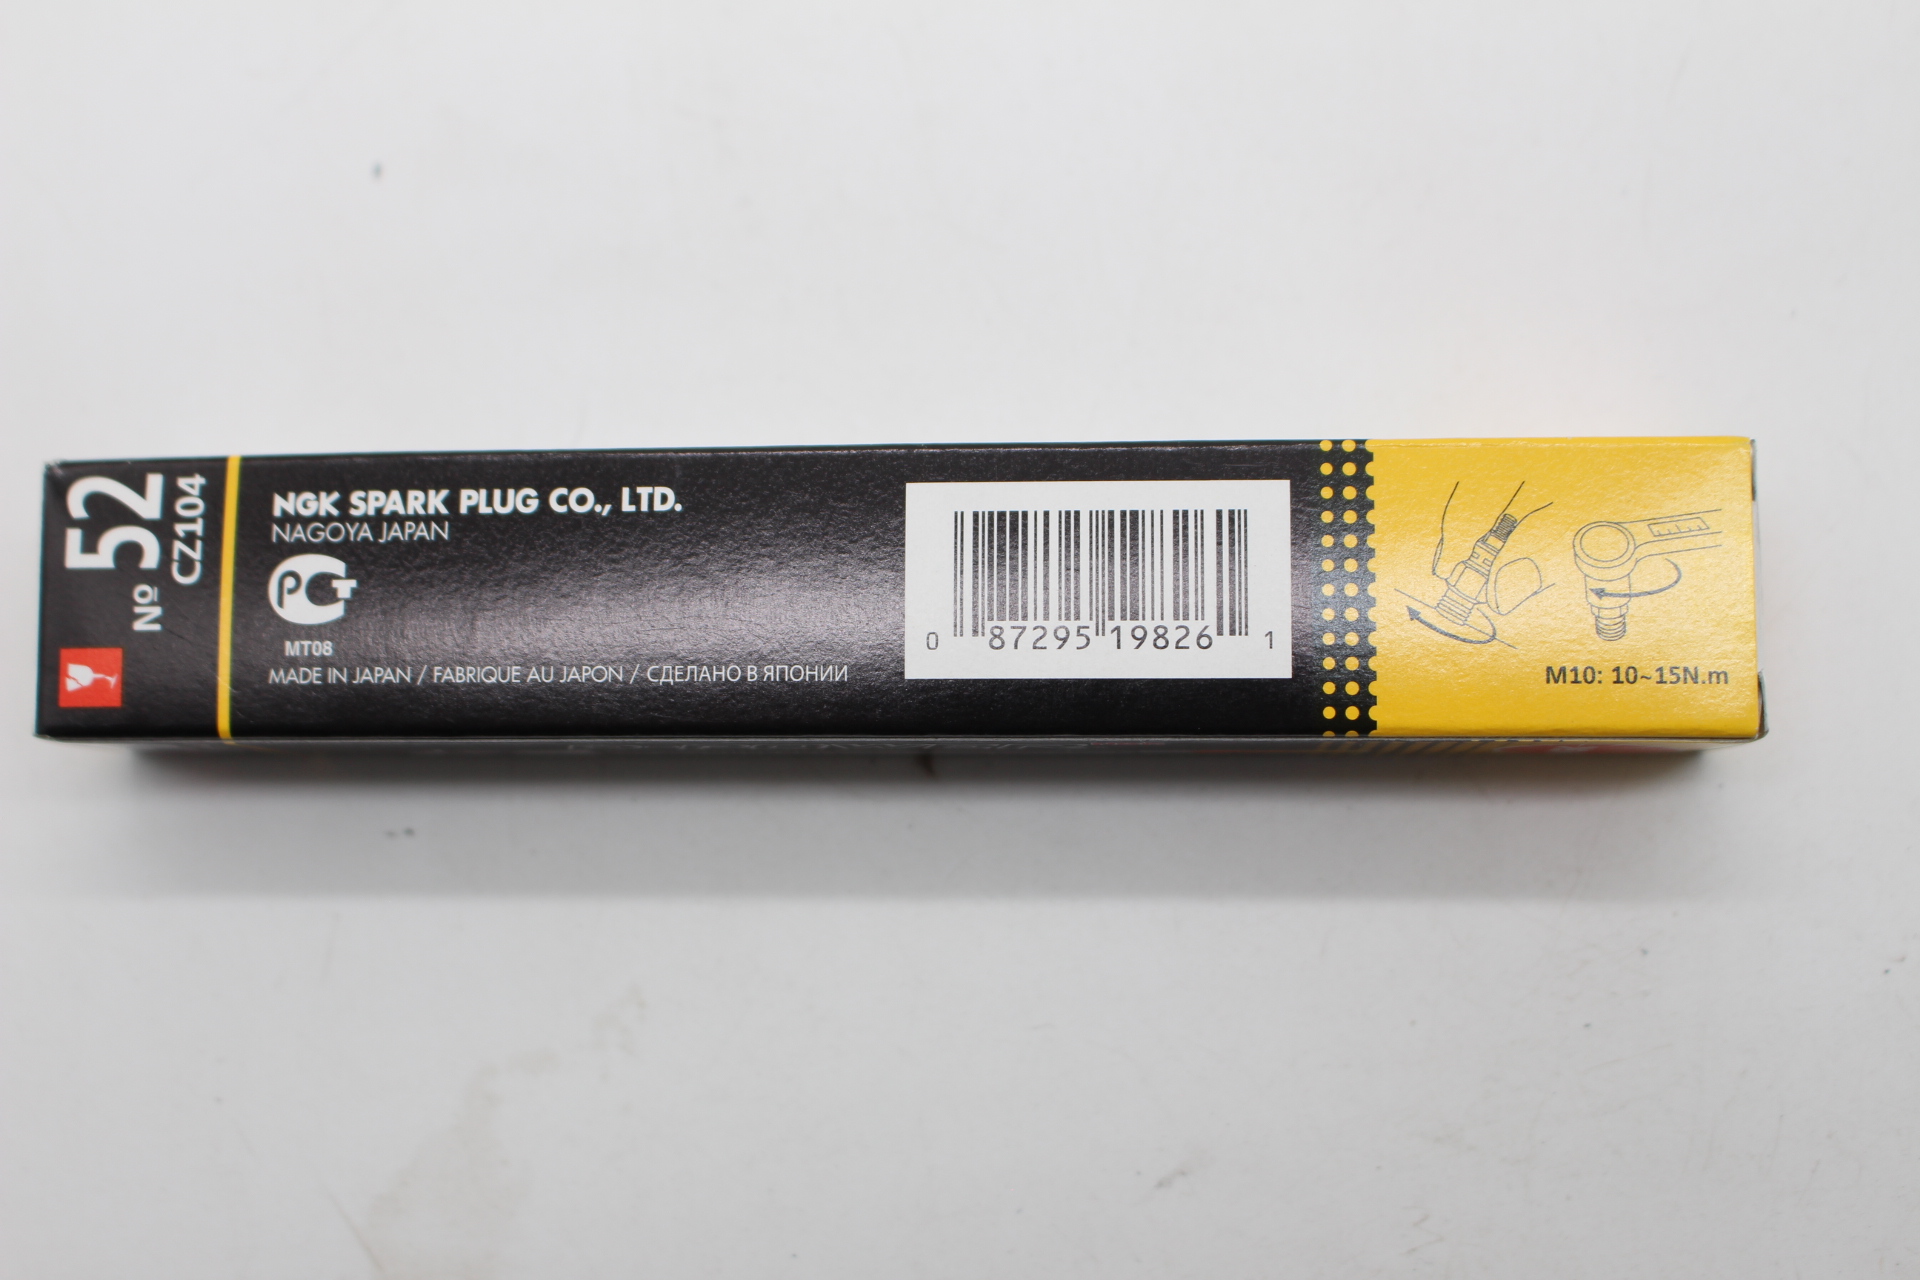 Nº 52
CZ104
NGK SPARK PLUG CO., LTD.
NAGOYA JAPAN
PCT
MT08
MADE IN JAPAN / FABRIQUE AU JAPON / СДЕЛАНО В ЯПОНИИ
0 87295 19826 1
M10: 10~15N.m